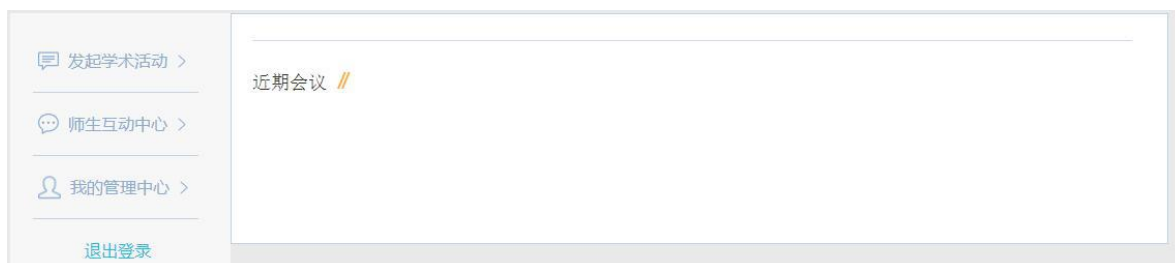 发起学术活动 >
师生互动中心 >
我的管理中心 >
退出登录
近期会议 //